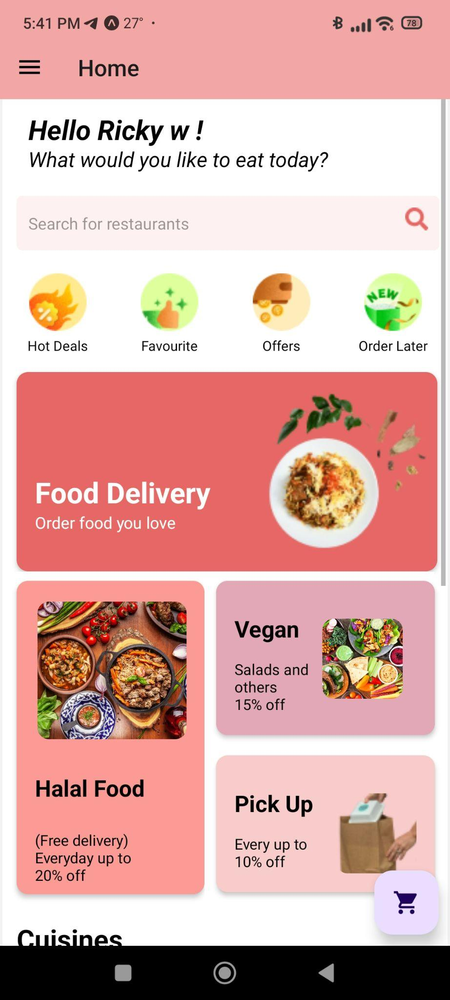 5:41 PM 27°
78
Home
Hello Ricky w !
What would you like to eat today?
Search for restaurants
NEW
Hot Deals
Favourite
Offers
Order Later
Food Delivery
Order food you love
Halal Food
(Free delivery)
Everyday up to
20% off
Vegan
Salads and
others
15% off
Pick Up
Every up to
10% off
Cuisines